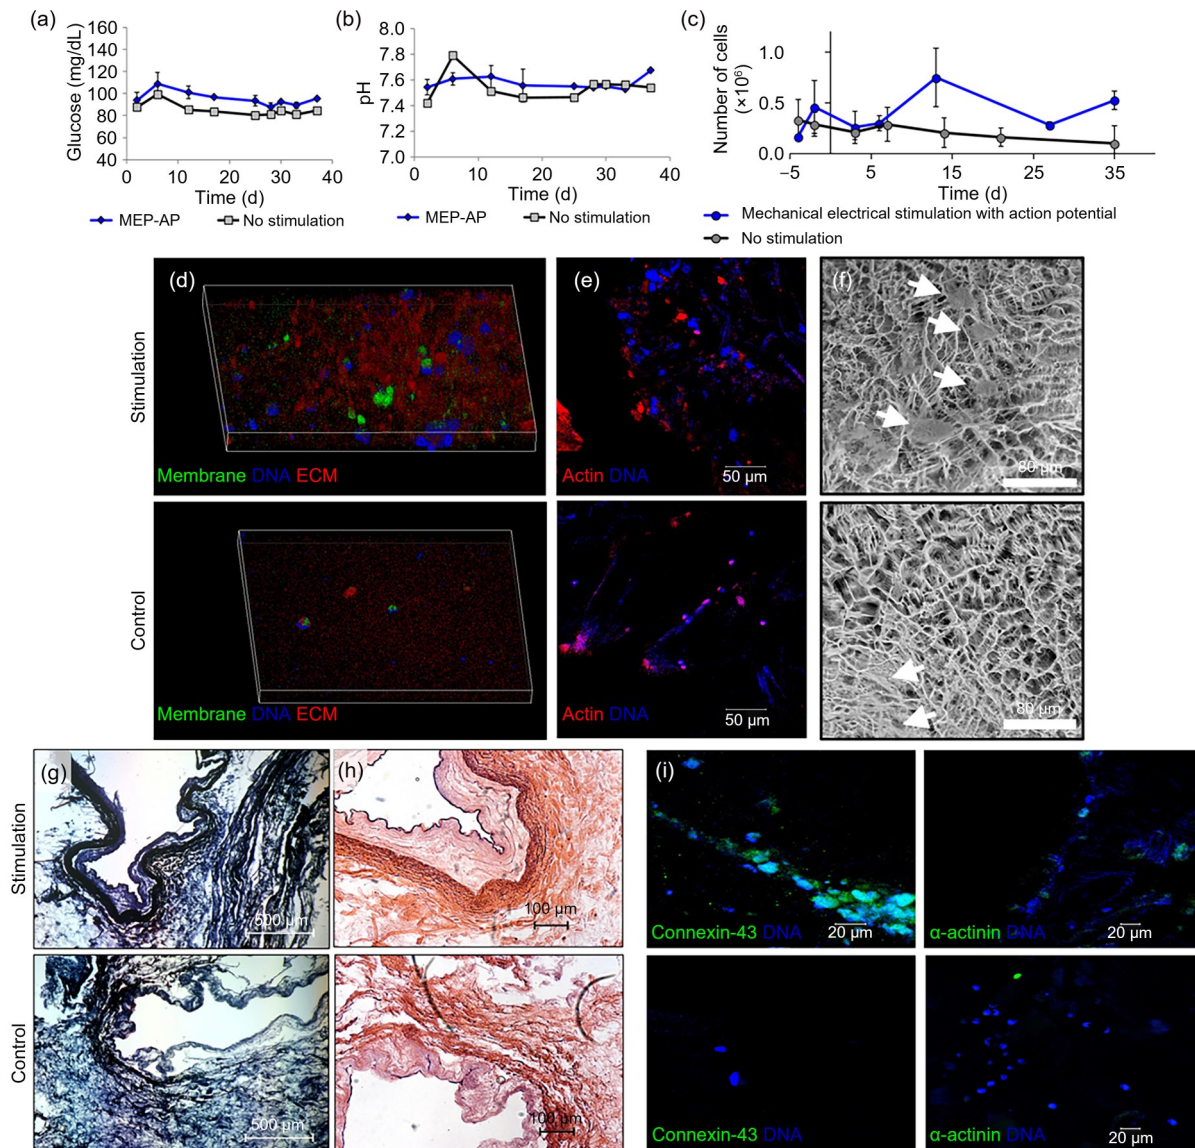 (a)
Glucose (mg/dL)
160
140
120
100
80
60
40
0
10
20
30
40
Time (d)
MEP-AP
No stimulation
(b)
pH
8.0
7.8
7.6
7.4
7.2
7.0
0
10
20
30
40
Time (d)
MEP-AP
No stimulation
(c)
Number of cells
(×10⁶)
1.0
0.5
0.0
–5
5
15
25
35
Time (d)
Mechanical electrical stimulation with action potential
No stimulation
Stimulation
(d)
Membrane DNA ECM
(e)
Actin DNA
50 μm
(f)
80 μm
Control
Membrane DNA ECM
Actin DNA
50 μm
80 μm
Stimulation
(g)
500 μm
(h)
100 μm
(i)
Connexin-43 DNA
20 μm
α-actinin DNA
20 μm
Control
500 μm
100 μm
Connexin-43 DNA
α-actinin DNA
20 μm